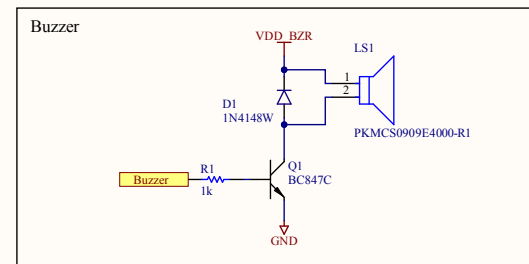 Buzzer
VDD_BZR
LS1
1
2
D1
1N4148W
PKMCS0909E4000-R1
Q1
BC847C
R1
1k
Buzzer
GND